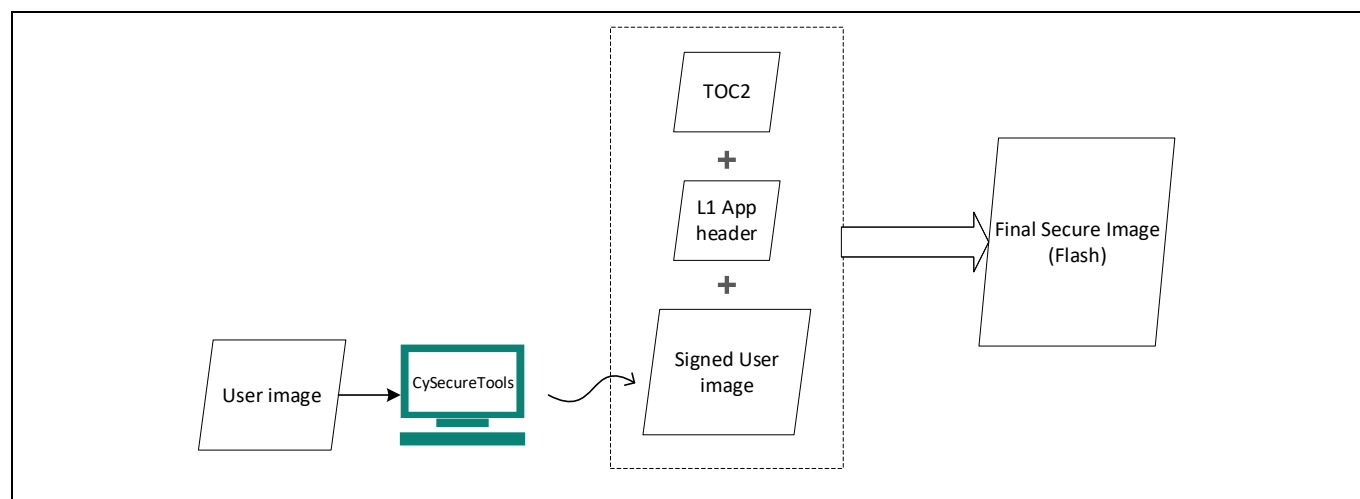 TOC2
+
L1 App
header
+
Signed User
image
User image
CySecureTools
Final Secure Image
(Flash)